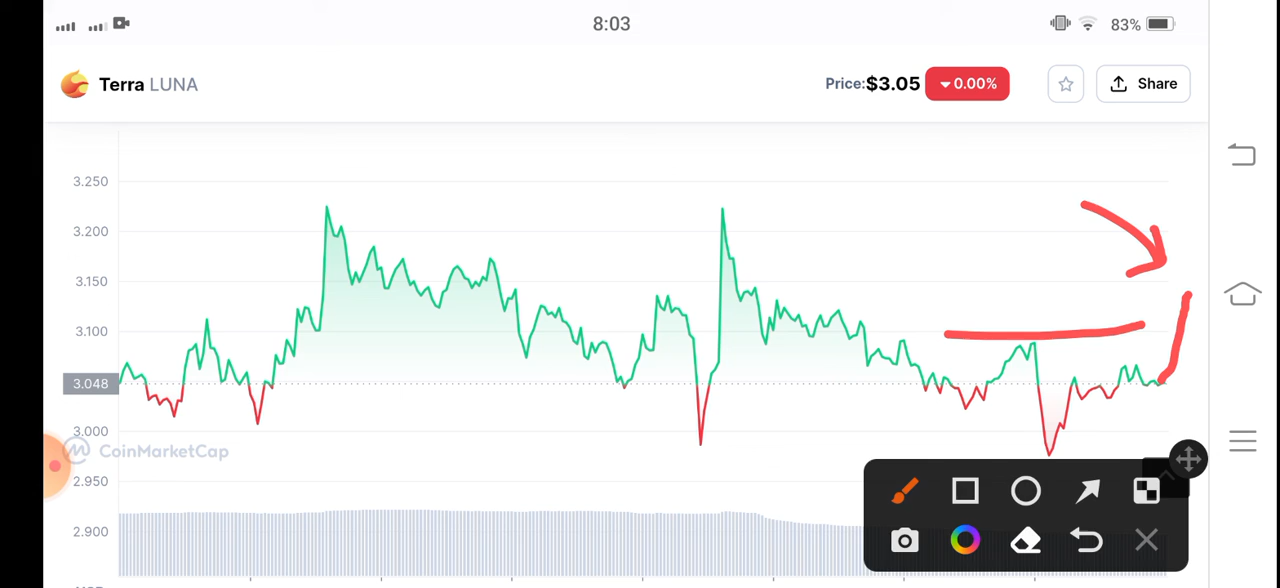 8:03
83%
Terra LUNA
Price:$3.05 0.00%
Share
3.250
3.200
3.150
3.100
3.048
3.000
CoinMarketCap
2.950
2.900